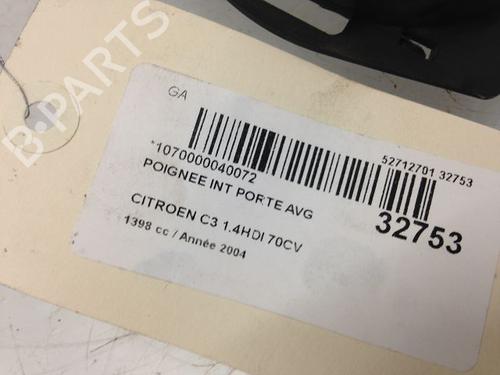 B-PARTS
GA
52712701 32753
*1070000040072
POIGNEE INT PORTE AVG
32753
CITROEN C3 1.4HDI 70CV
1398 cc / Année 2004